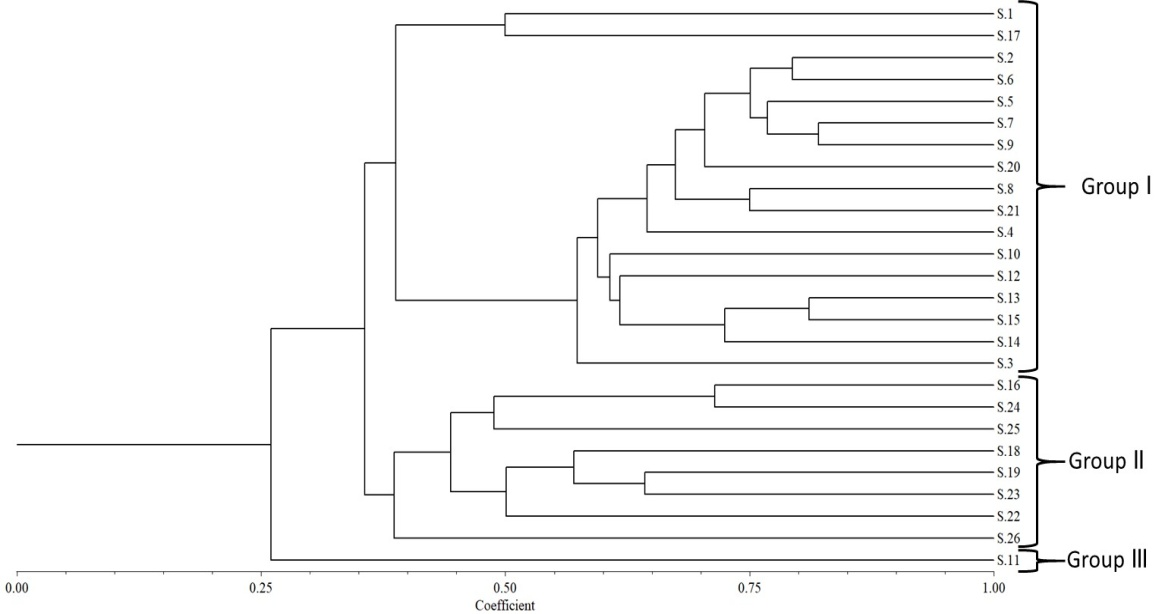 S.1
S.17
S.2
S.6
S.5
S.7
S.9
S.20
S.8
Group I
S.21
S.4
S.10
S.12
S.13
S.15
S.14
S.3
S.16
S.24
S.25
S.18
Group II
S.19
S.23
S.22
S.26
S.11
Group III
0.00 0.25 0.50 0.75 1.00
Coefficient